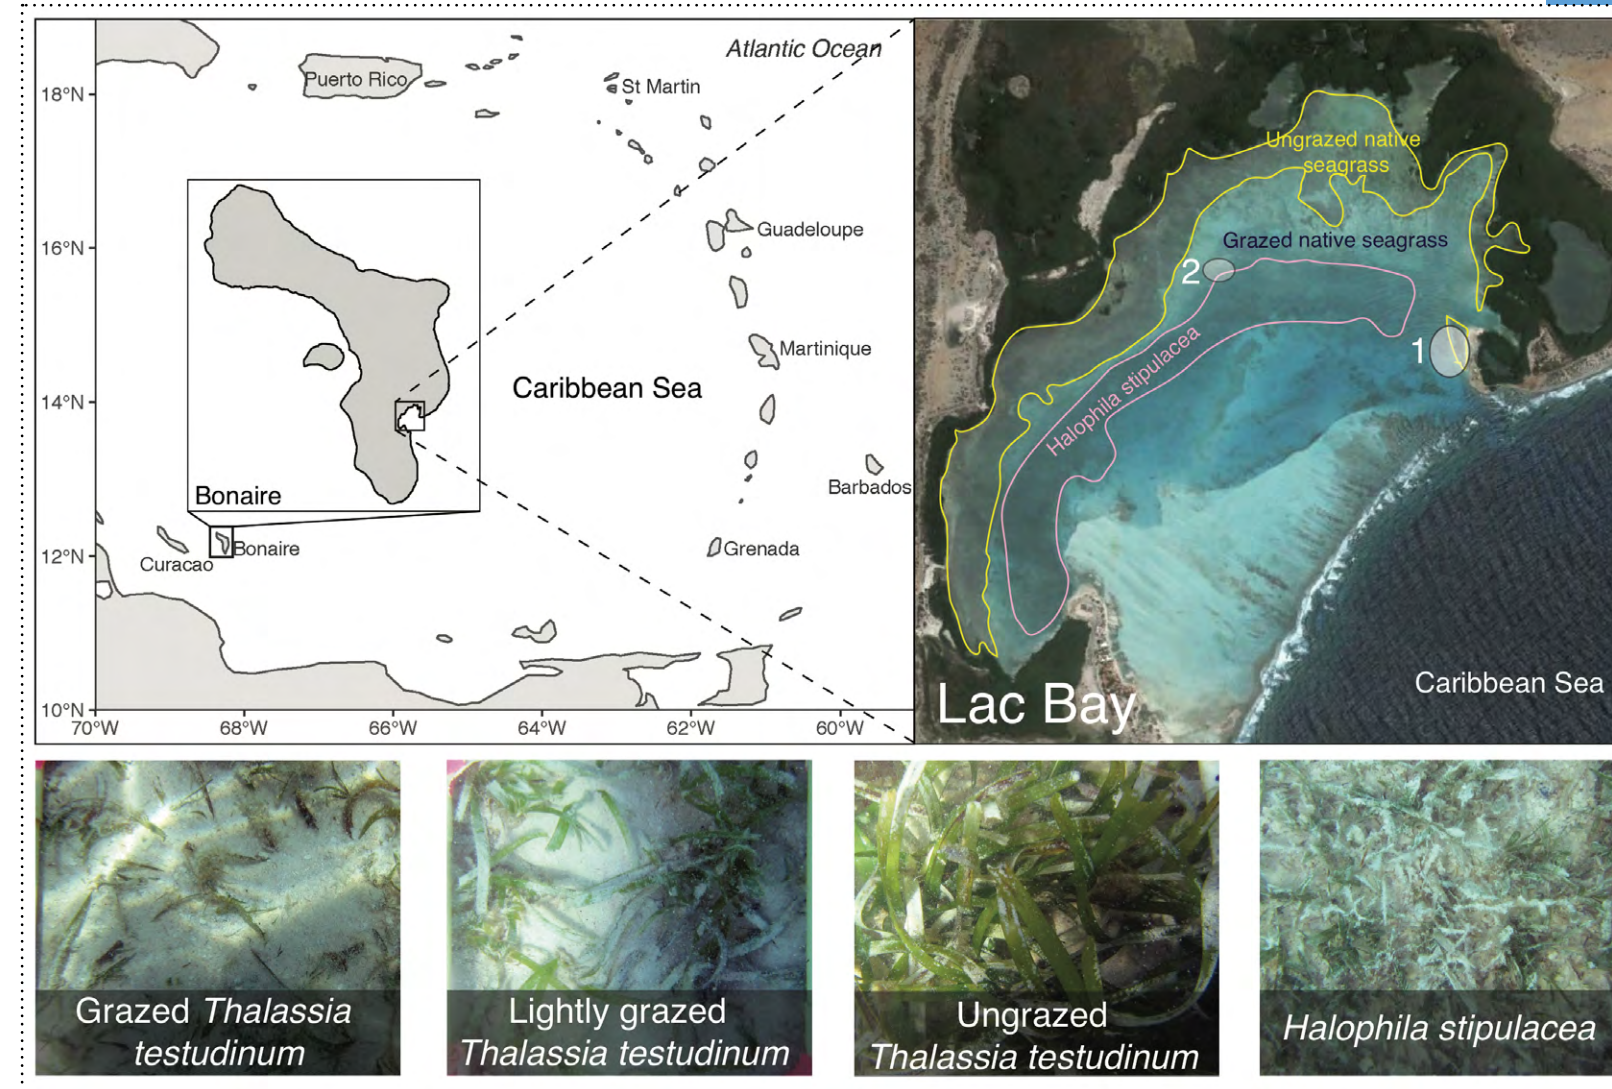 Atlantic Ocean
Puerto Rico
St Martin
18°N
16°N
14°N
12°N
10°N
Guadeloupe
Martinique
Caribbean Sea
Barbados
Bonaire
Bonaire
Curacao
Grenada
70°W 68°W 66°W 64°W 62°W 60°W
Ungrazed native
seagrass
Grazed native seagrass
2
1
Halophila stipulacea
Caribbean Sea
Lac Bay
Grazed Thalassia
testudinum
Lightly grazed
Thalassia testudinum
Ungrazed
Thalassia testudinum
Halophila stipulacea